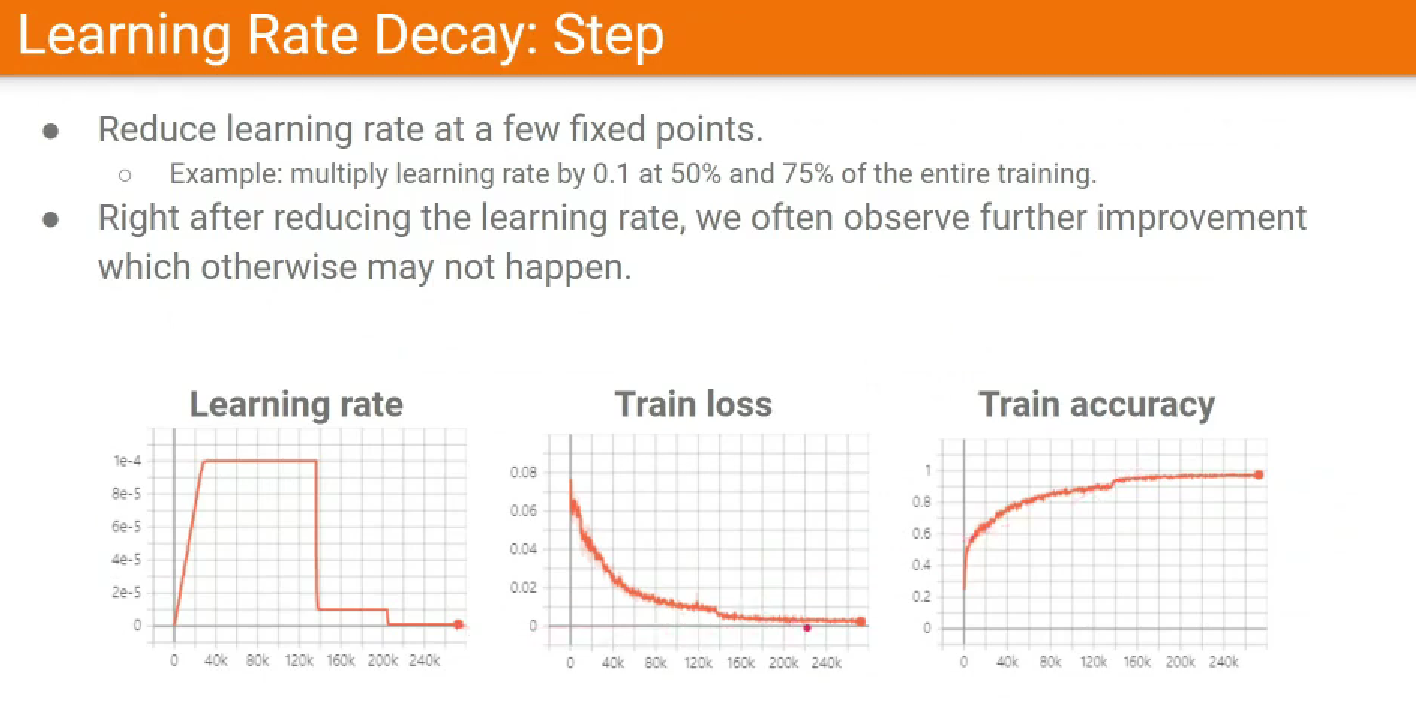 Learning Rate Decay: Step
● Reduce learning rate at a few fixed points.
○ Example: multiply learning rate by 0.1 at 50% and 75% of the entire training.
● Right after reducing the learning rate, we often observe further improvement
which otherwise may not happen.
Learning rate
1e-4
8e-5
6e-5
4e-5
2e-5
0
0 40k 80k 120k 160k 200k 240k
Train loss
0.08
0.06
0.04
0.02
0
0 40k 80k 120k 160k 200k 240k
Train accuracy
1
0.8
0.6
0.4
0.2
0
0 40k 80k 120k 160k 200k 240k